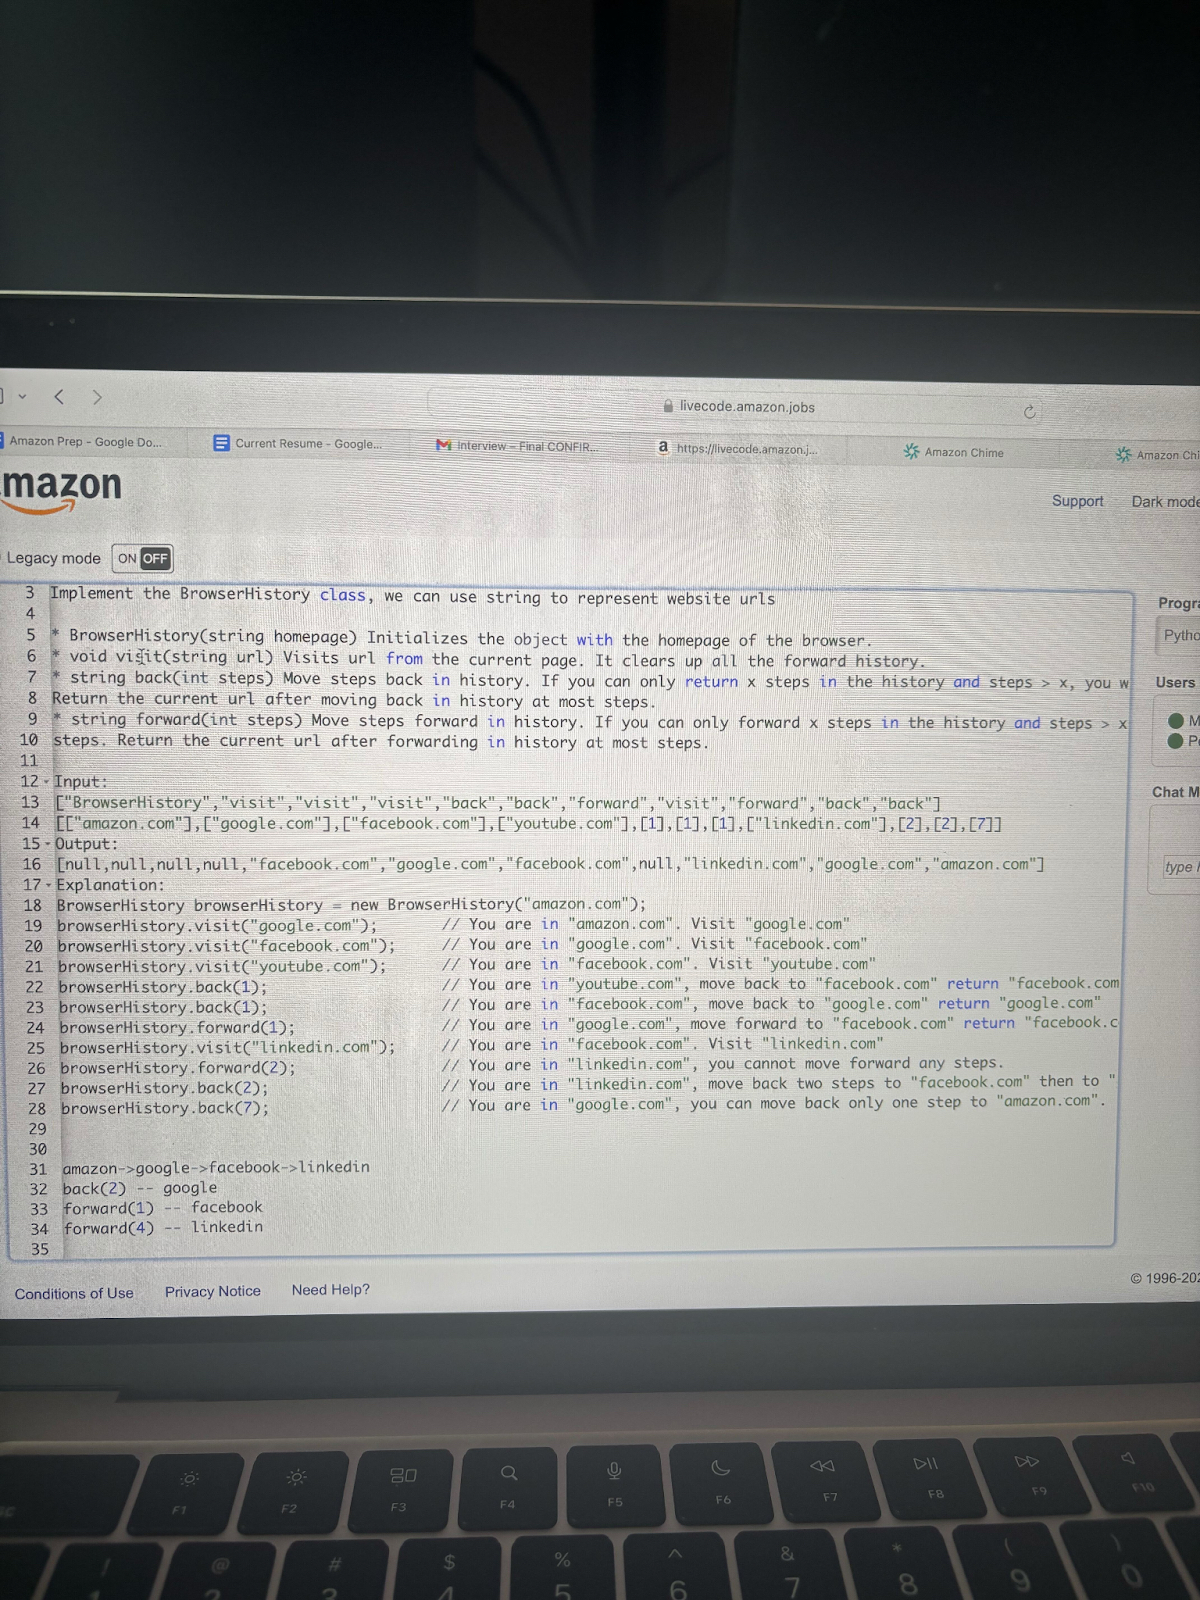 livecode.amazon.jobs
Amazon Prep - Google Do...
Current Resume - Google...
Interview – Final CONFIR...
a https://livecode.amazon.j...
Amazon Chime
Amazon Chi
mazon
Support
Dark mode
Legacy mode ON OFF
3 Implement the BrowserHistory class, we can use string to represent website urls
4
5 * BrowserHistory(string homepage) Initializes the object with the homepage of the browser.
6 * void visit(string url) Visits url from the current page. It clears up all the forward history.
7 * string back(int steps) Move steps back in history. If you can only return x steps in the history and steps > x, you w
8 Return the current url after moving back in history at most steps.
9 * string forward(int steps) Move steps forward in history. If you can only forward x steps in the history and steps > x
10 steps. Return the current url after forwarding in history at most steps.
11
12 Input:
13 ["BrowserHistory","visit","visit","visit","back","back","forward","visit","forward","back","back"]
14 [["amazon.com"],["google.com"],["facebook.com"],["youtube.com"],[1],[1],[1],["linkedin.com"],[2],[2],[7]]
15 Output:
16 [null,null,null,null,"facebook.com","google.com","facebook.com",null,"linkedin.com","google.com","amazon.com"]
17 Explanation:
18 BrowserHistory browserHistory = new BrowserHistory("amazon.com");
19 browserHistory.visit("google.com"); // You are in "amazon.com". Visit "google.com"
20 browserHistory.visit("facebook.com"); // You are in "google.com". Visit "facebook.com"
21 browserHistory.visit("youtube.com"); // You are in "facebook.com". Visit "youtube.com"
22 browserHistory.back(1); // You are in "youtube.com", move back to "facebook.com" return "facebook.com
23 browserHistory.back(1); // You are in "facebook.com", move back to "google.com" return "google.com"
24 browserHistory.forward(1); // You are in "google.com", move forward to "facebook.com" return "facebook.c
25 browserHistory.visit("linkedin.com"); // You are in "facebook.com". Visit "linkedin.com"
26 browserHistory.forward(2); // You are in "linkedin.com", you cannot move forward any steps.
27 browserHistory.back(2); // You are in "linkedin.com", move back two steps to "facebook.com" then to "
28 browserHistory.back(7); // You are in "google.com", you can move back only one step to "amazon.com".
29
30
31 amazon->google->facebook->linkedin
32 back(2) -- google
33 forward(1) -- facebook
34 forward(4) -- linkedin
35
Progra
Pytho
Users
M
Pe
Chat M
type h
Conditions of Use
Privacy Notice
Need Help?
© 1996-202
F1
F2
F3
F4
F5
F6
F7
F8
F9
F10
!
@
2
#
3
$
4
%
5
^
6
&
7
*
8
(
9
)
0